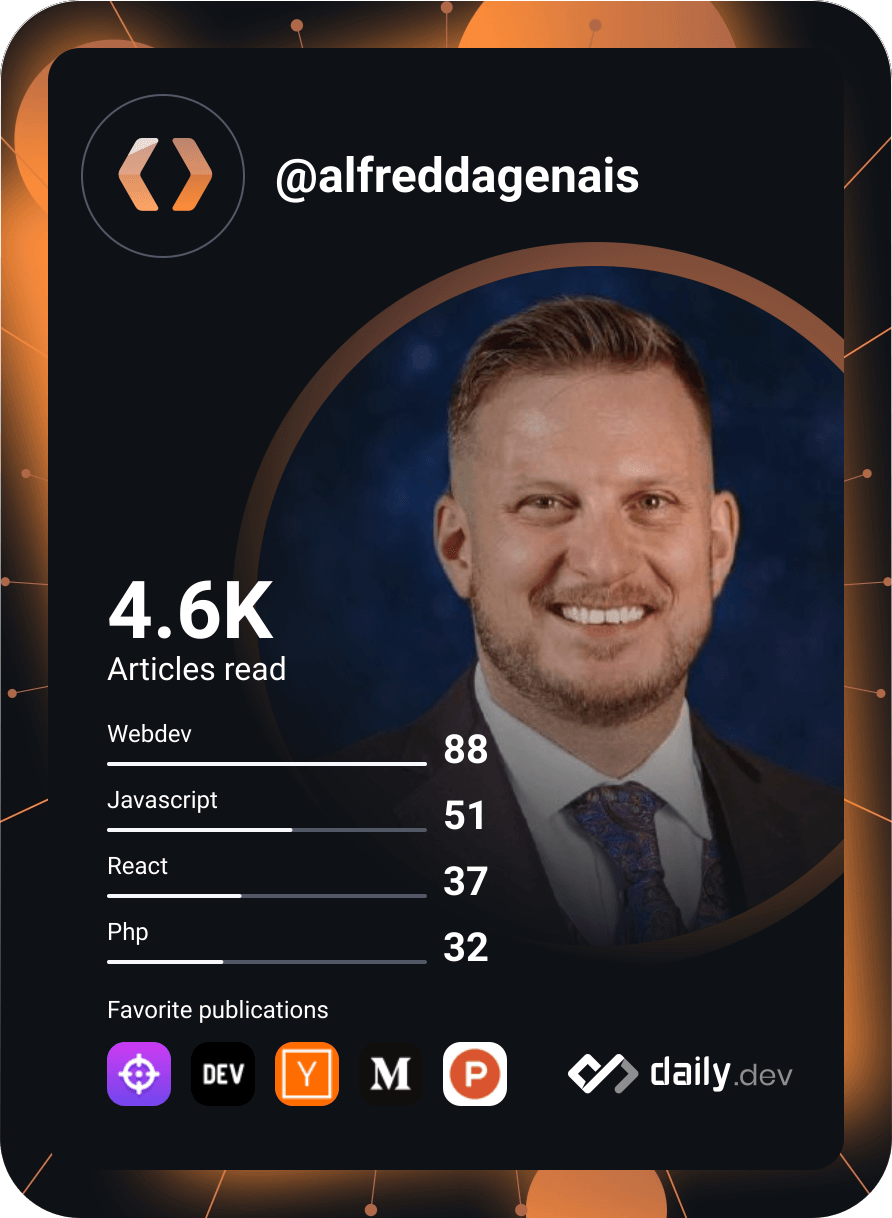 @alfreddagenais
4.6K
Articles read
Webdev
88
Javascript
51
React
37
Php
32
Favorite publications
DEV
Y
M
P
daily.dev